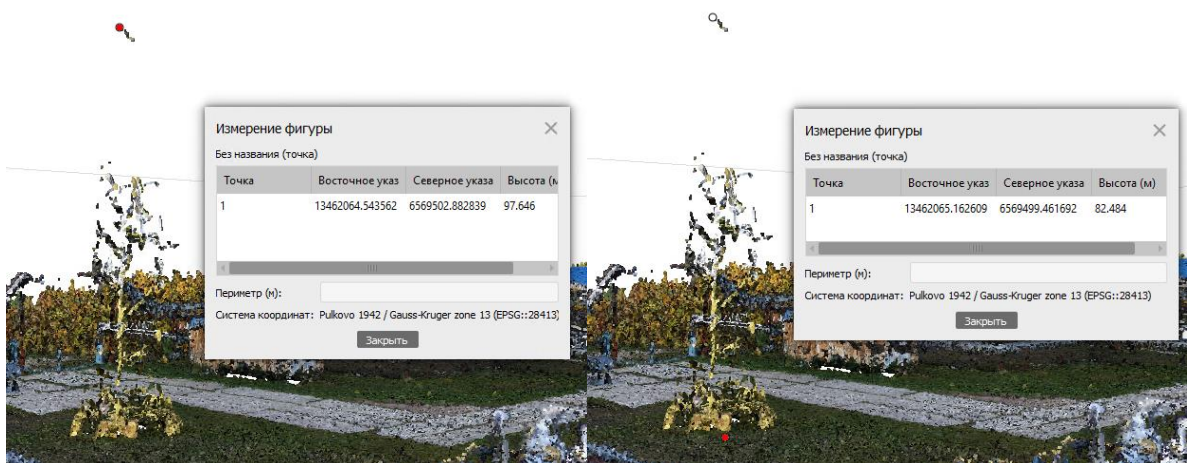 Измерение фигуры
Без названия (точка)
Точка Восточное указ Северное указа Высота (м
1 13462064.543562 6569502.882839 97.646
Периметр (м):
Система координат: Pulkovo 1942 / Gauss-Kruger zone 13 (EPSG::28413)
Закрыть
Измерение фигуры
Без названия (точка)
Точка Восточное указ Северное указа Высота (м)
1 13462065.162609 6569499.461692 82.484
Периметр (м):
Система координат: Pulkovo 1942 / Gauss-Kruger zone 13 (EPSG::28413)
Закрыть